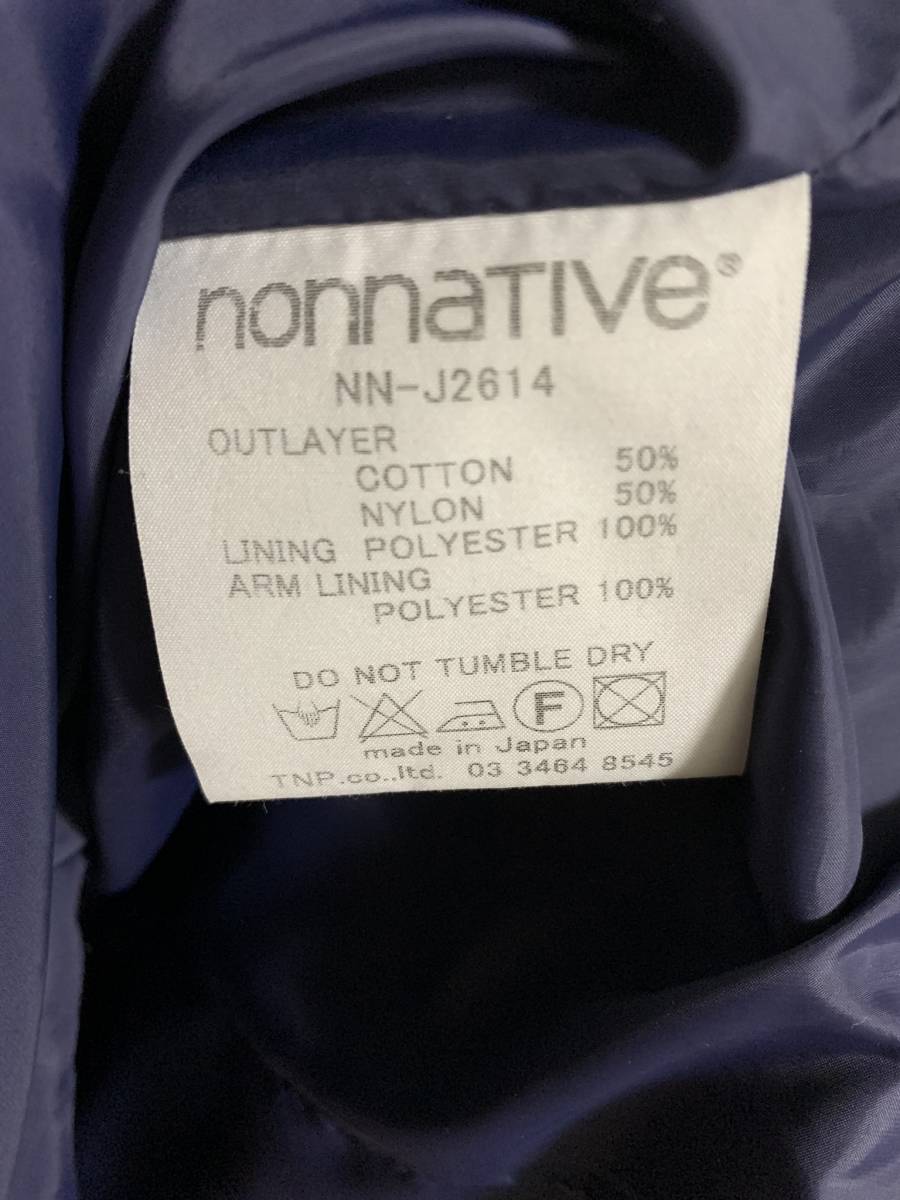 nonnaTIVe®
NN-J2614
OUTLAYER
COTTON 50%
NYLON 50%
LINING POLYESTER 100%
ARM LINING
POLYESTER 100%
DO NOT TUMBLE DRY
F
made in Japan
TNP.co.,ltd. 03 3464 8545